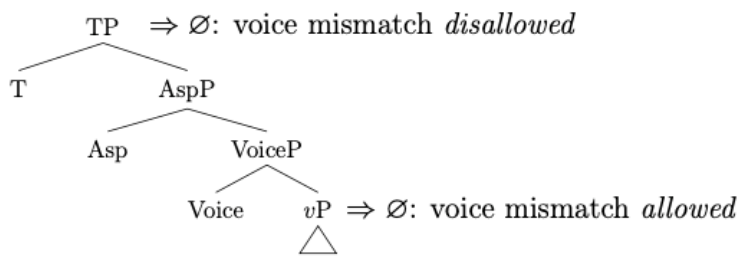 TP ⇒ ∅: voice mismatch disallowed
T AspP
Asp VoiceP
Voice vP ⇒ ∅: voice mismatch allowed